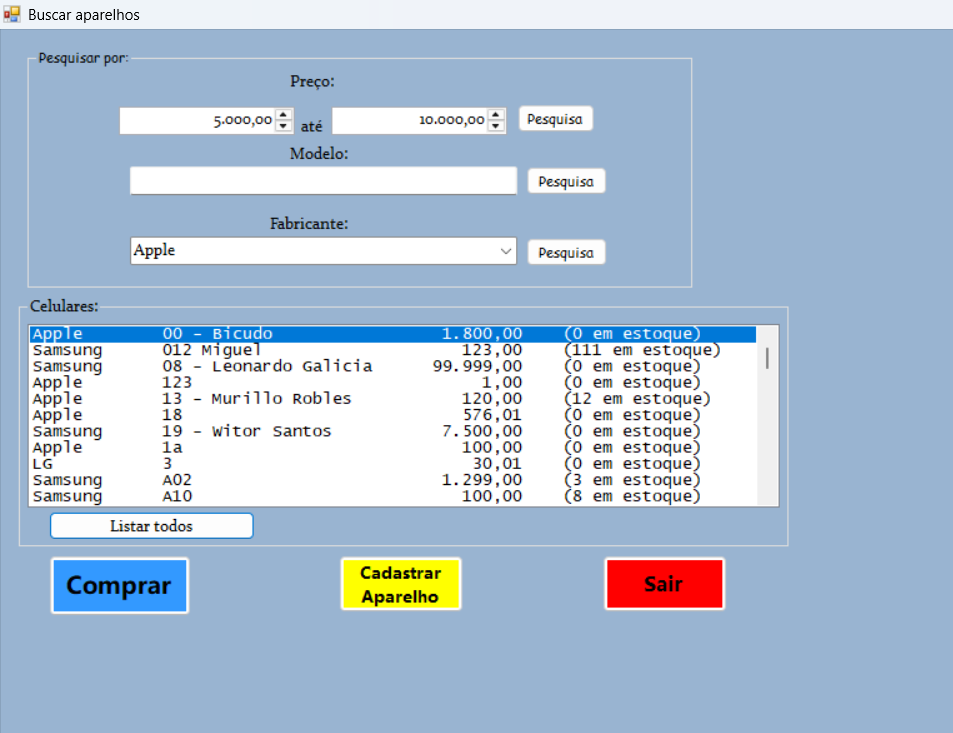 Buscar aparelhos
Pesquisar por:
Preço:
5.000,00 até 10.000,00 Pesquisa
Modelo:
Pesquisa
Fabricante:
Apple Pesquisa
Celulares:
Apple 00 - Bicudo 1.800,00 (0 em estoque)
Samsung 012 Miguel 123,00 (111 em estoque)
Samsung 08 - Leonardo Galicia 99.999,00 (0 em estoque)
Apple 123 1,00 (0 em estoque)
Apple 13 - Murillo Robles 120,00 (12 em estoque)
Apple 18 576,01 (0 em estoque)
Samsung 19 - Witor Santos 7.500,00 (0 em estoque)
Apple 1a 100,00 (0 em estoque)
LG 3 30,01 (0 em estoque)
Samsung A02 1.299,00 (3 em estoque)
Samsung A10 100,00 (8 em estoque)
Listar todos
Comprar
Cadastrar
Aparelho
Sair